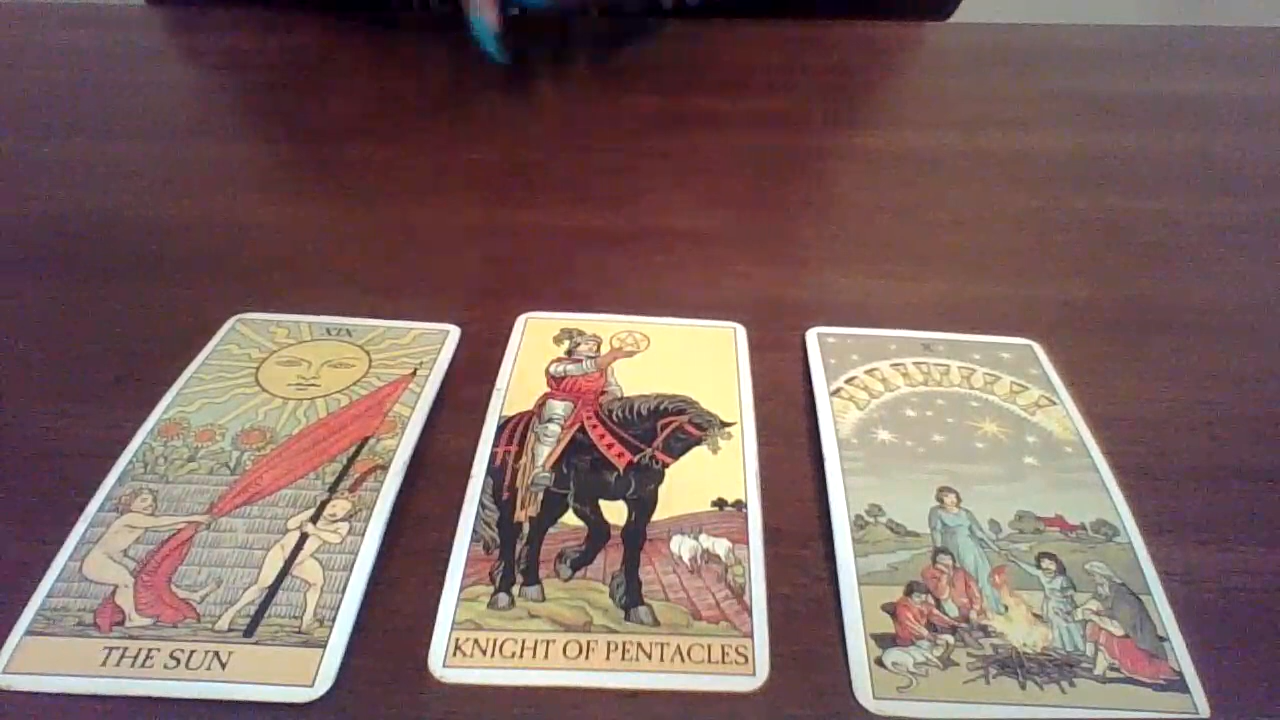 XIX
THE SUN
KNIGHT OF PENTACLES
X